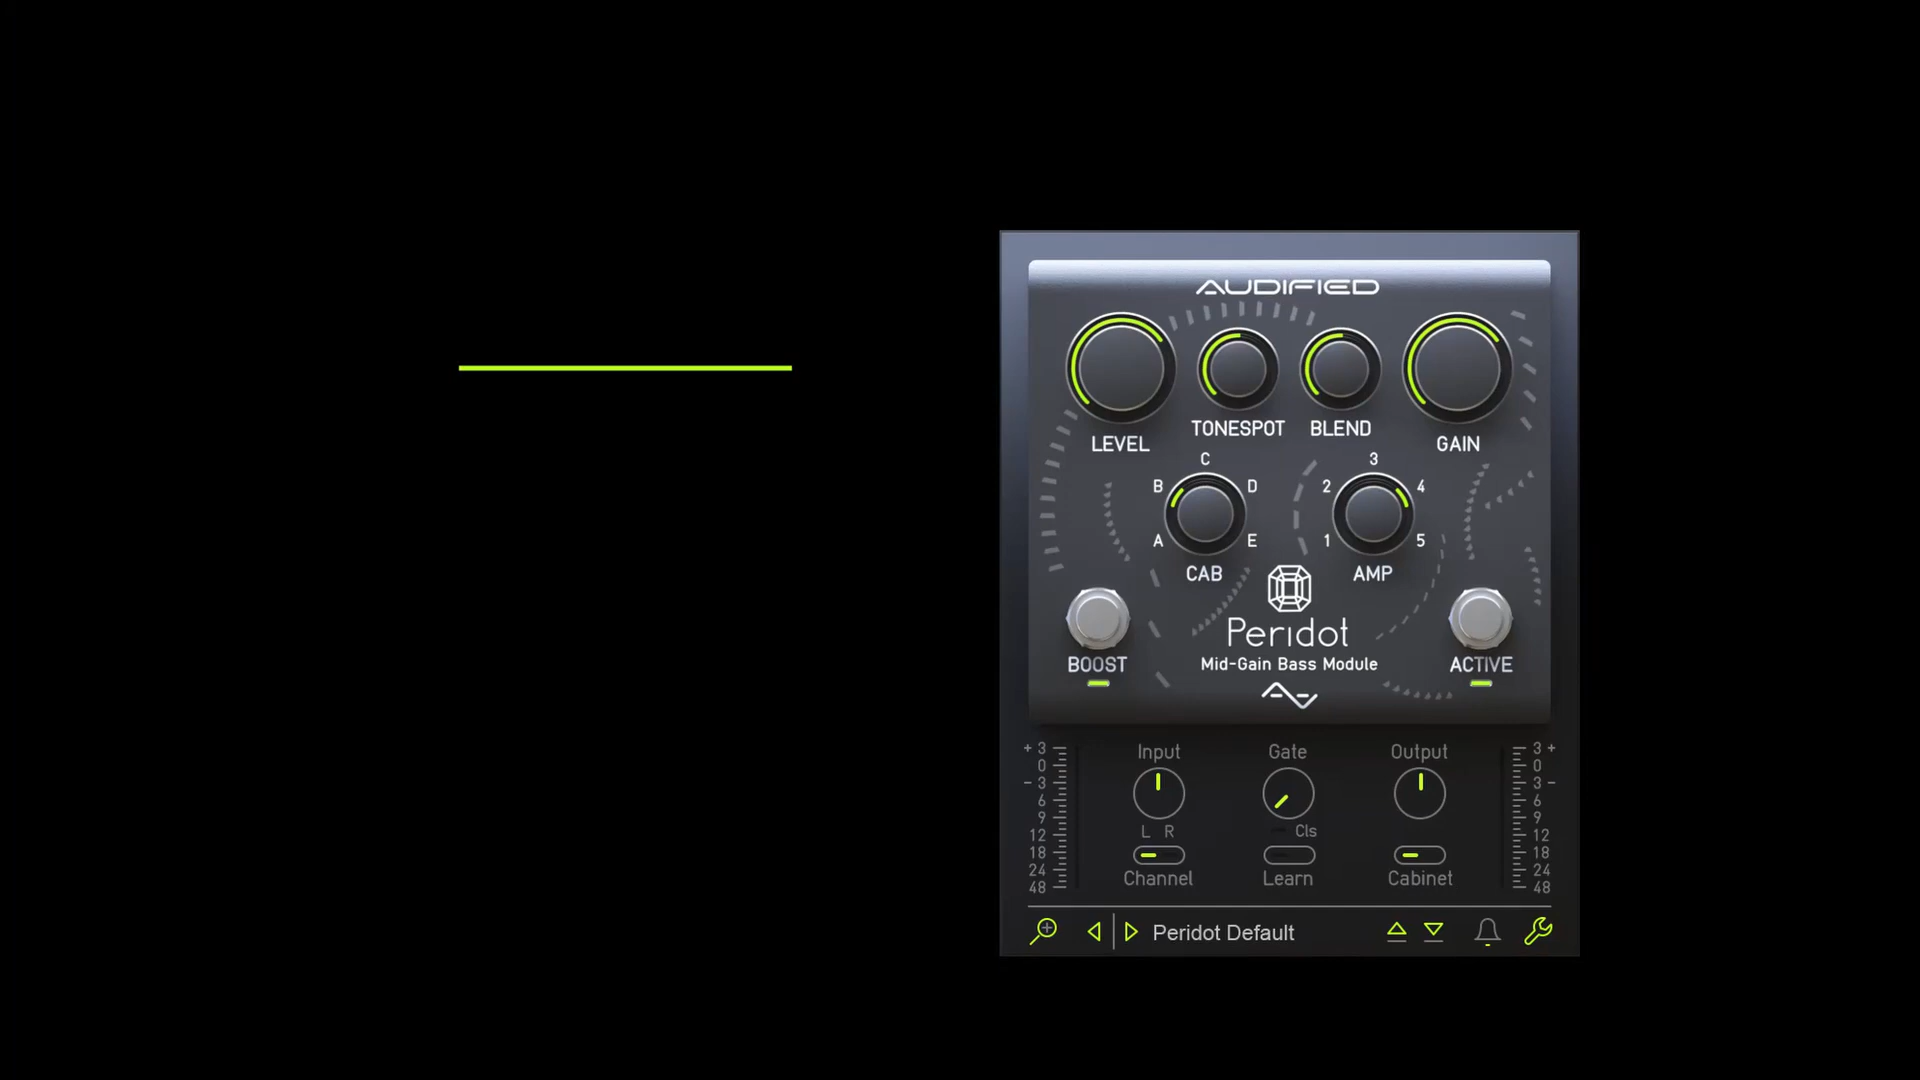 AUDIFIED
LEVEL TONESPOT BLEND GAIN
A B C D E
CAB
1 2 3 4 5
AMP
BOOST
Peridot
Mid-Gain Bass Module
ACTIVE
+ 3
0
- 3
6
9
12
18
24
48
Input Gate Output
L R Cls
Channel Learn Cabinet
3 +
0
3 -
6
9
12
18
24
48
Peridot Default